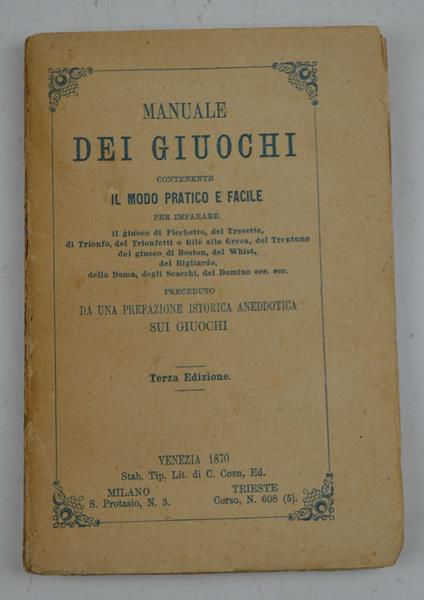 MANUALE
DEI GIUOCHI
CONTENENTE
IL MODO PRATICO E FACILE
PER IMPARARE
il giuoco di Picchetto, del Tresette,
di Trionfo, del Trionfetti o Gilè alla Greca, del Trentuno
del giuoco di Boston, del Whist,
del Bigliardo,
della Dama, degli Scacchi, del Domino ecc. ecc.
PRECEDUTO
DA UNA PREFAZIONE ISTORICA ANEDDOTICA
SUI GIUOCHI
Terza Edizione.
VENEZIA 1870
Stab. Tip. Lit. di C. Coen, Ed.
MILANO TRIESTE
S. Protasio, N. 3. Corso, N. 608 (5).